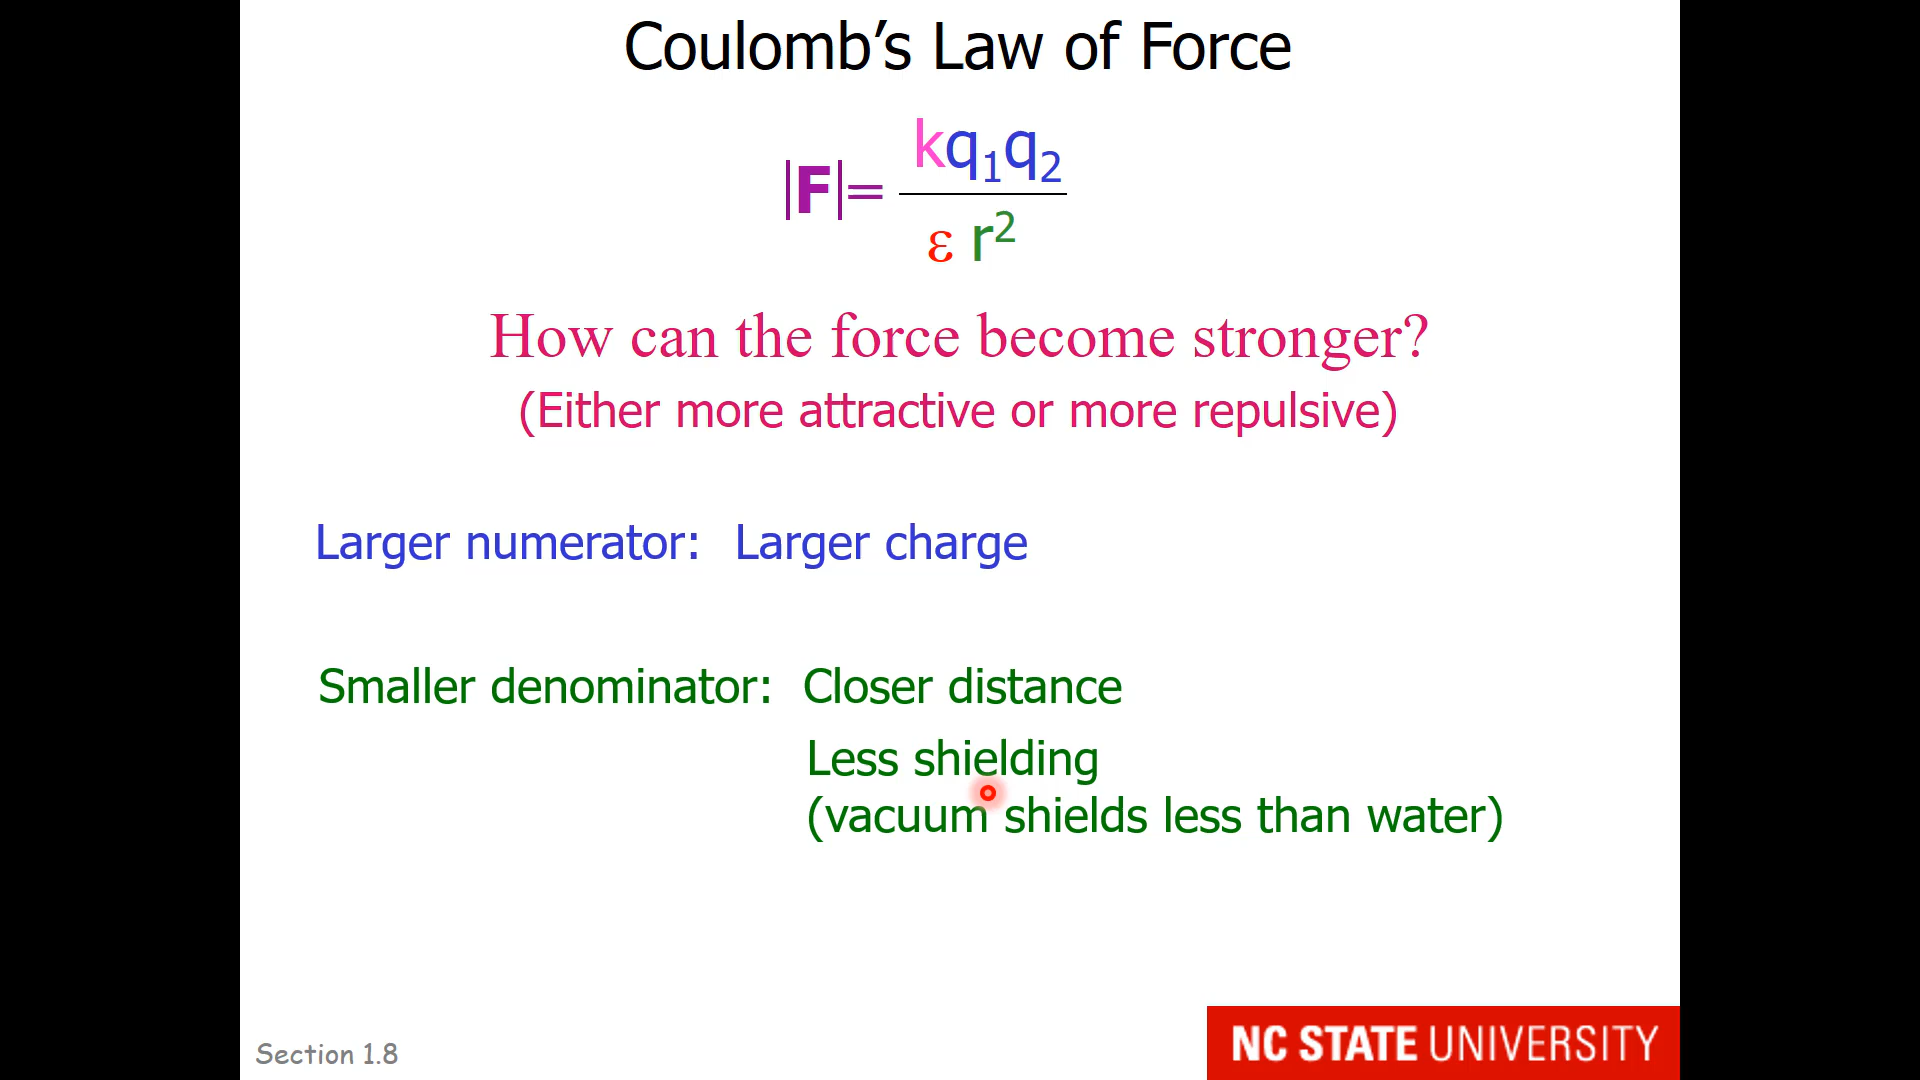 Coulomb’s Law of Force
|F|= kq₁q₂
ε r²
How can the force become stronger?
(Either more attractive or more repulsive)
Larger numerator: Larger charge
Smaller denominator: Closer distance
Less shielding
(vacuum shields less than water)
Section 1.8
NC STATE UNIVERSITY